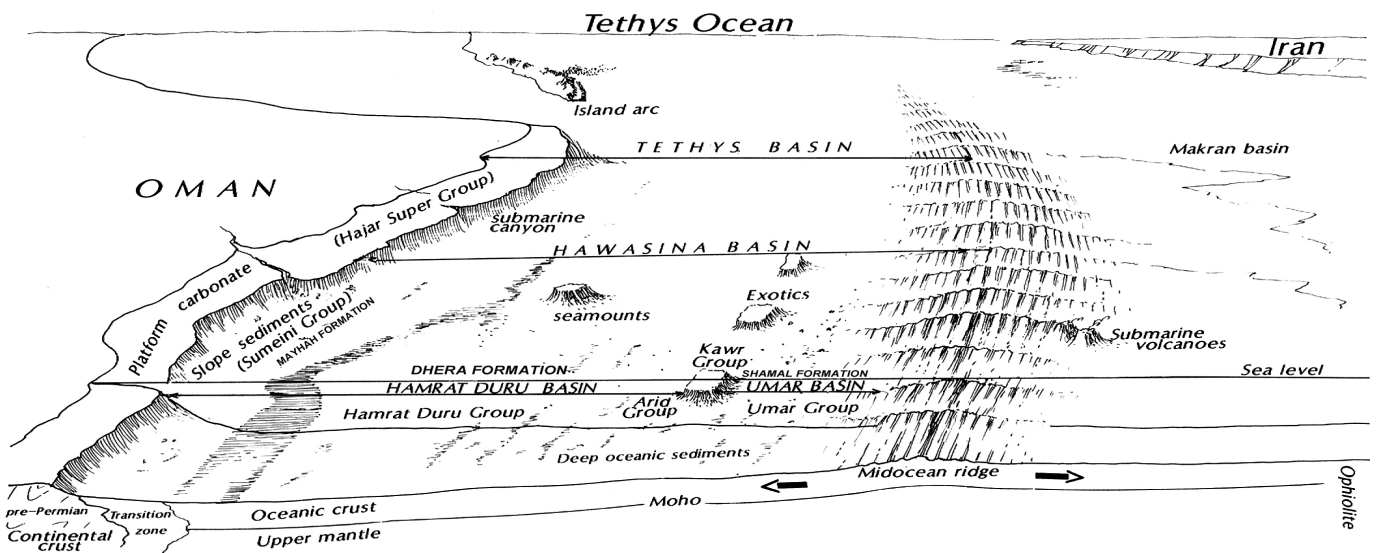 Tethys Ocean
Iran
Island arc
TETHYS BASIN
Makran basin
OMAN
(Hajar Super Group)
submarine
canyon
HAWASINA BASIN
Platform carbonate
Slope sediments
(Sumeini Group)
MAYHAH FORMATION
seamounts
Exotics
Submarine
volcanoes
Kawr
Group
DHERA FORMATION
SHAMAL FORMATION
Sea level
HAMRAT DURU BASIN
UMAR BASIN
Hamrat Duru Group
Arid
Group
Umar Group
Deep oceanic sediments
Midocean ridge
Ophiolite
Moho
pre-Permian
Continental
crust
Transition
zone
Oceanic crust
Upper mantle